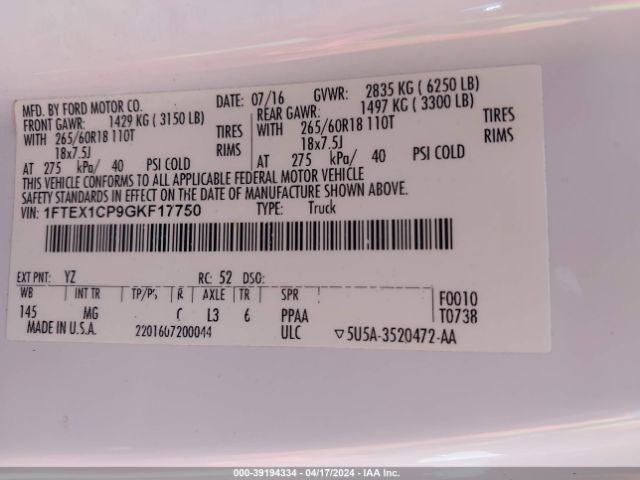 MFD. BY FORD MOTOR CO. DATE: 07/16 GVWR: 2835 KG ( 6250 LB)
FRONT GAWR: 1429 KG ( 3150 LB) REAR GAWR: 1497 KG ( 3300 LB)
WITH 265/60R18 110T TIRES WITH 265/60R18 110T TIRES
18x7.5J RIMS 18x7.5J RIMS
AT 275 kPa/ 40 PSI COLD AT 275 kPa/ 40 PSI COLD
THIS VEHICLE CONFORMS TO ALL APPLICABLE FEDERAL MOTOR VEHICLE
SAFETY STANDARDS IN EFFECT ON THE DATE OF MANUFACTURE SHOWN ABOVE.
VIN: 1FTEX1CP9GKF17750 TYPE: Truck
EXT PNT: YZ RC: 52 DSO:
WB INT TR TP/PS R AXLE TR SPR F0010
145 MG L3 6 PPAA T0738
MADE IN U.S.A. 2201607200044 ULC ▽5U5A-3520472-AA
000-39194334 - 04/17/2024 - IAA Inc.